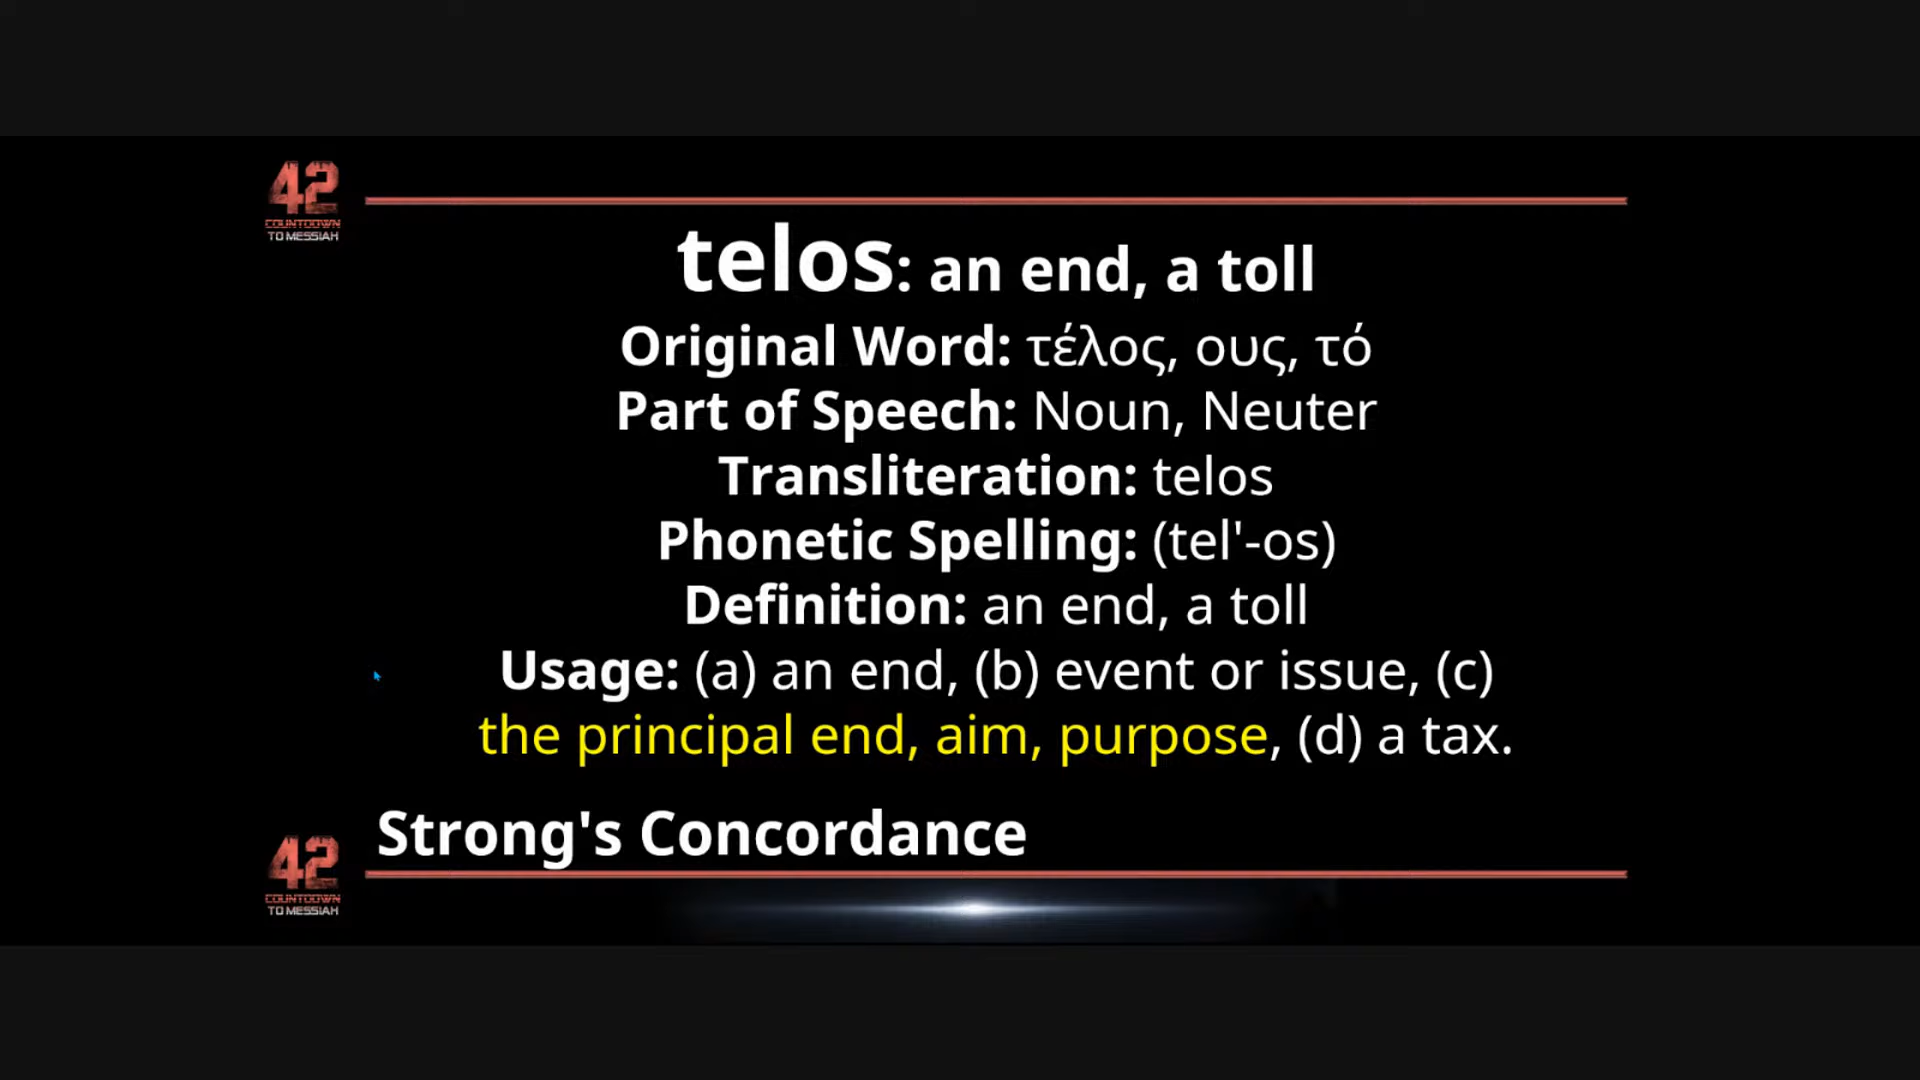 42
COUNTDOWN
TO MESSIAH
telos: an end, a toll
Original Word: τέλος, ους, τό
Part of Speech: Noun, Neuter
Transliteration: telos
Phonetic Spelling: (tel'-os)
Definition: an end, a toll
Usage: (a) an end, (b) event or issue, (c)
the principal end, aim, purpose, (d) a tax.
Strong's Concordance
42
COUNTDOWN
TO MESSIAH